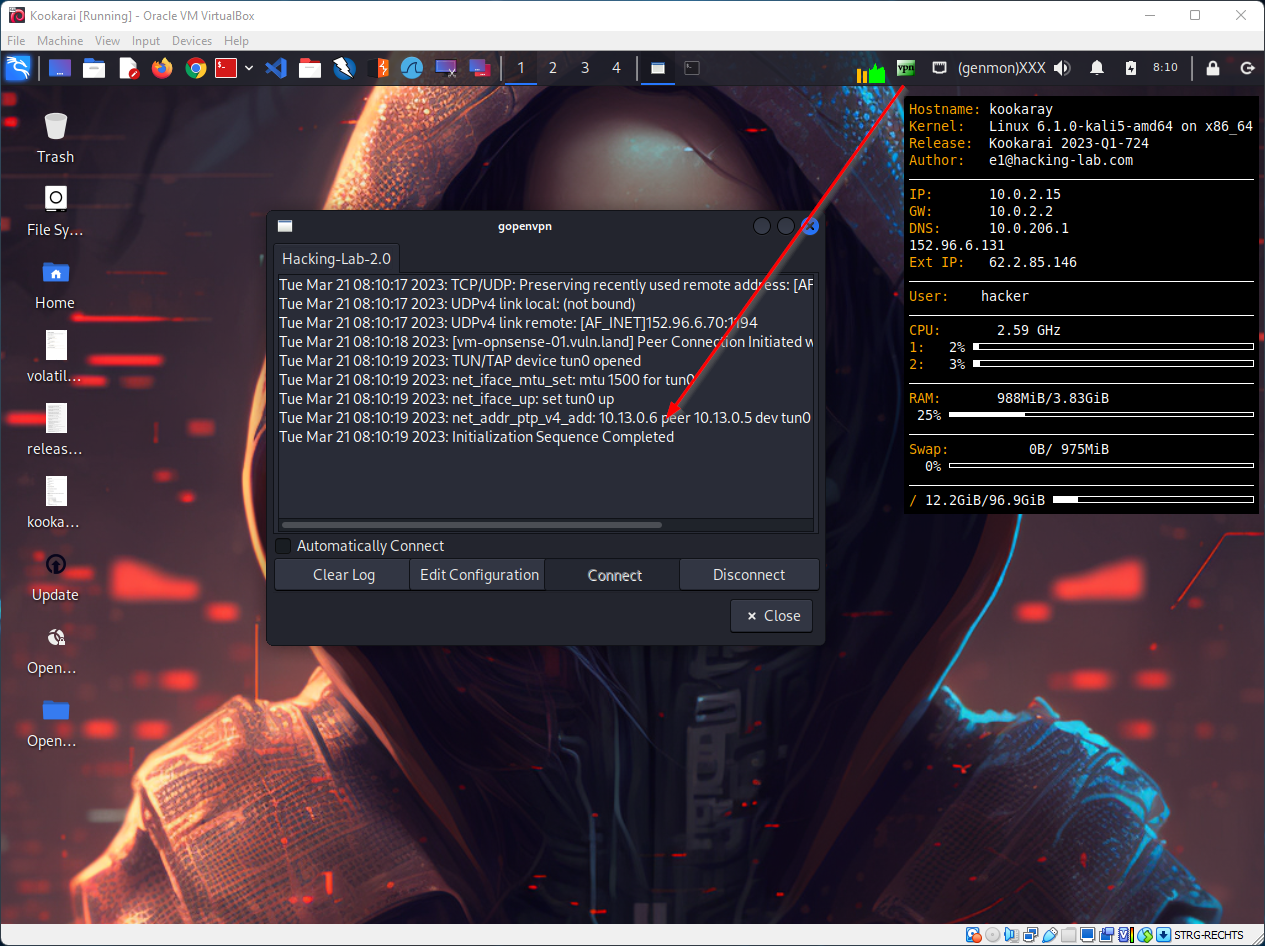 Kookarai [Running] - Oracle VM VirtualBox
File Machine View Input Devices Help
1 2 3 4
vpn
(genmon)XXX
8:10
Trash
File Sy...
Home
volatil...
releas...
kooka...
Update
Open...
Open...
gopenvpn
Hacking-Lab-2.0
Tue Mar 21 08:10:17 2023: TCP/UDP: Preserving recently used remote address: [AF
Tue Mar 21 08:10:17 2023: UDPv4 link local: (not bound)
Tue Mar 21 08:10:17 2023: UDPv4 link remote: [AF_INET]152.96.6.70:1194
Tue Mar 21 08:10:18 2023: [vm-opnsense-01.vuln.land] Peer Connection Initiated w
Tue Mar 21 08:10:19 2023: TUN/TAP device tun0 opened
Tue Mar 21 08:10:19 2023: net_iface_mtu_set: mtu 1500 for tun0
Tue Mar 21 08:10:19 2023: net_iface_up: set tun0 up
Tue Mar 21 08:10:19 2023: net_addr_ptp_v4_add: 10.13.0.6 peer 10.13.0.5 dev tun0
Tue Mar 21 08:10:19 2023: Initialization Sequence Completed
Automatically Connect
Clear Log Edit Configuration Connect Disconnect
Close
Hostname: kookaray
Kernel: Linux 6.1.0-kali5-amd64 on x86_64
Release: Kookarai 2023-Q1-724
Author: e1@hacking-lab.com
IP: 10.0.2.15
GW: 10.0.2.2
DNS: 10.0.206.1
152.96.6.131
Ext IP: 62.2.85.146
User: hacker
CPU: 2.59 GHz
1: 2%
2: 3%
RAM: 988MiB/3.83GiB
25%
Swap: 0B/ 975MiB
0%
/ 12.2GiB/96.9GiB
STRG-RECHTS